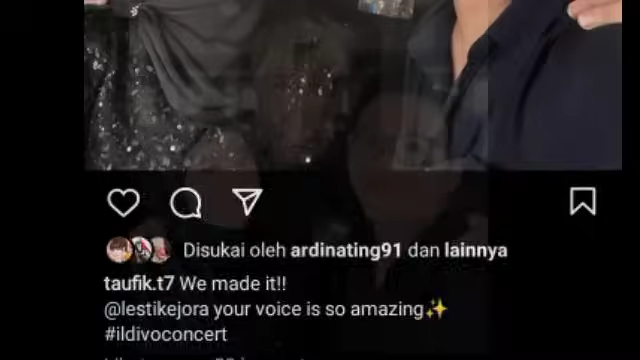 Disukai oleh ardinating91 dan lainnya
taufik.t7 We made it!!
@lestikejora your voice is so amazing✨
#ildivoconcert